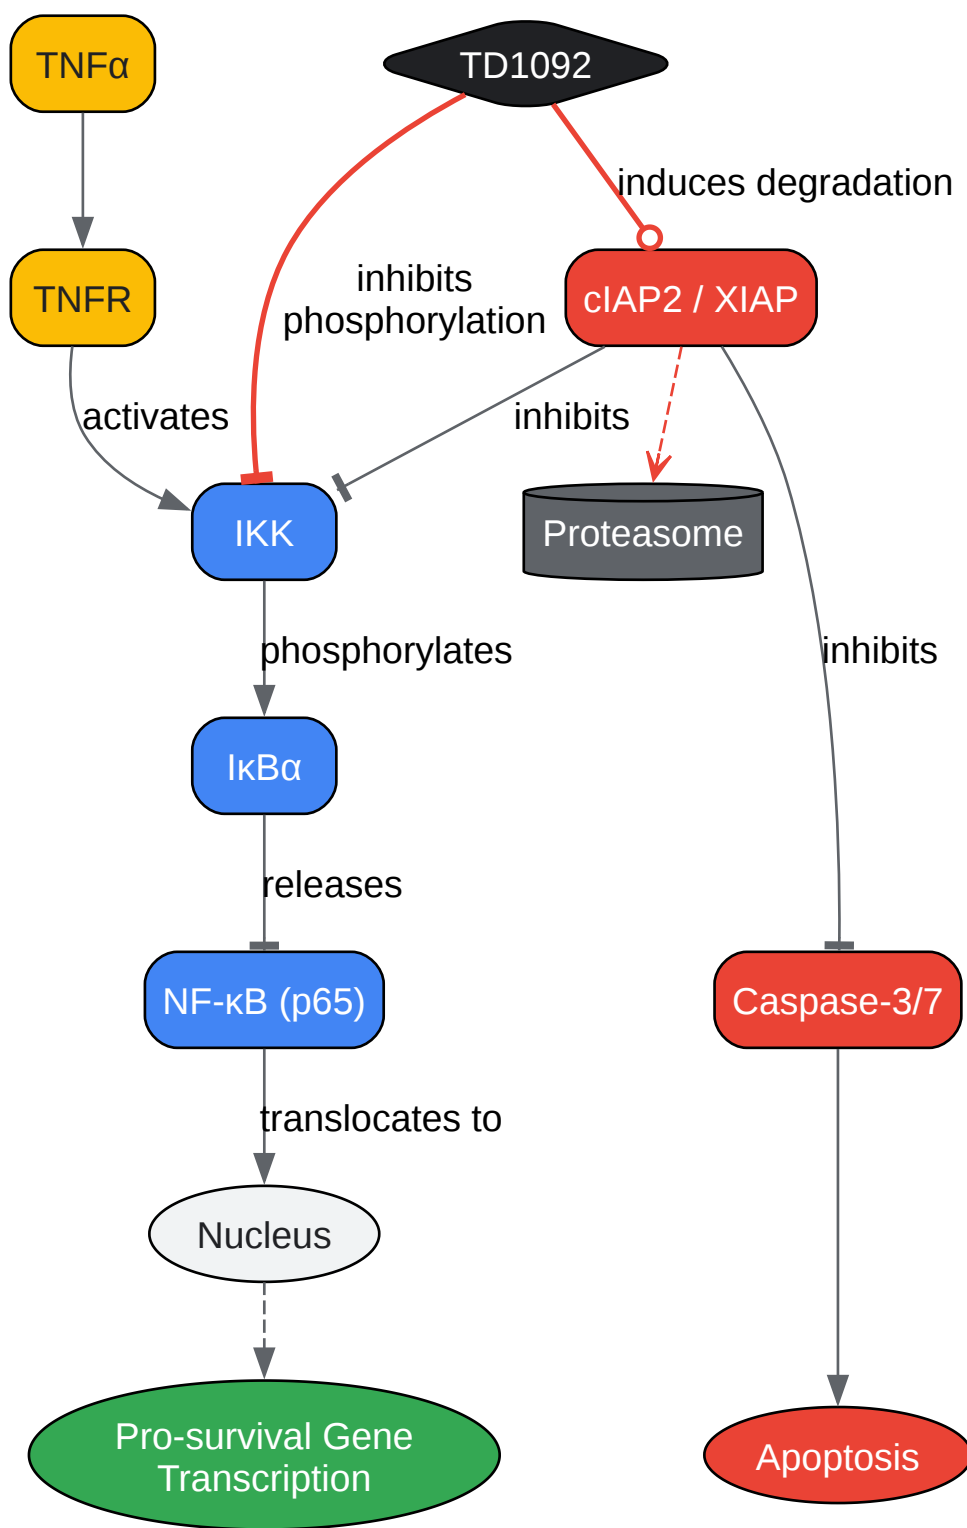 TNFα
TD1092
induces degradation
TNFR
inhibits
phosphorylation
cIAP2 / XIAP
activates
inhibits
IKK
Proteasome
phosphorylates
inhibits
IκBα
releases
NF-κB (p65)
Caspase-3/7
translocates to
Nucleus
Pro-survival Gene
Transcription
Apoptosis